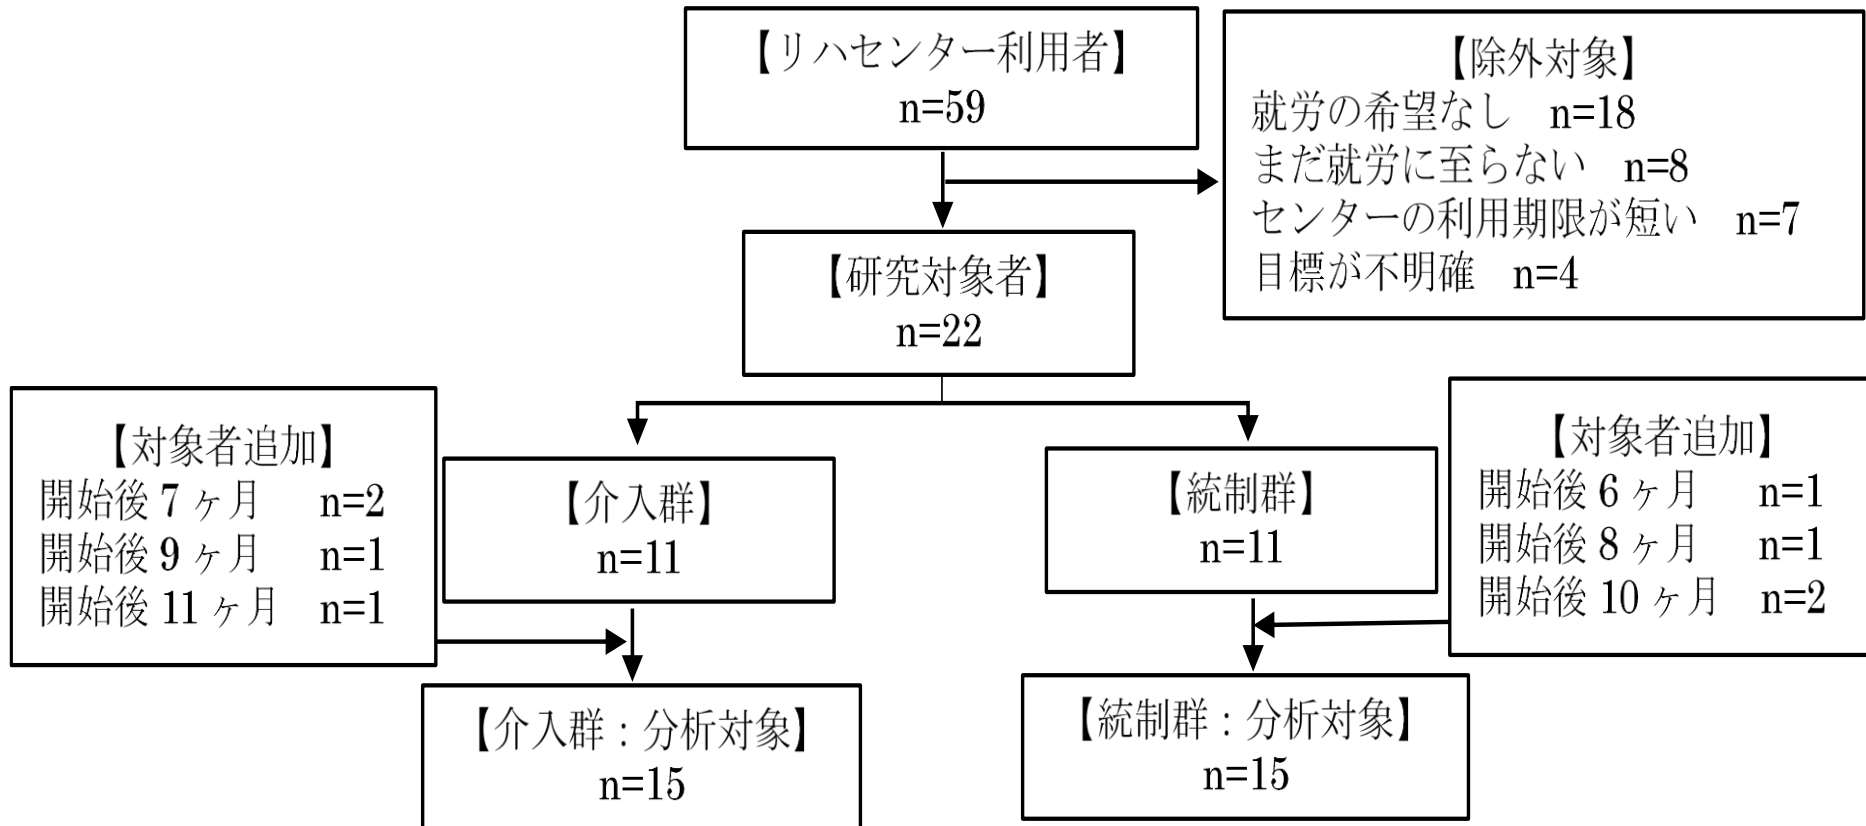 【リハセンター利用者】
n=59
【除外対象】
就労の希望なし　n=18
まだ就労に至らない　n=8
センターの利用期限が短い　n=7
目標が不明確　n=4
【研究対象者】
n=22
【対象者追加】
開始後 7 ヶ月　n=2
開始後 9 ヶ月　n=1
開始後 11 ヶ月　n=1
【介入群】
n=11
【統制群】
n=11
【対象者追加】
開始後 6 ヶ月　n=1
開始後 8 ヶ月　n=1
開始後 10 ヶ月　n=2
【介入群：分析対象】
n=15
【統制群：分析対象】
n=15